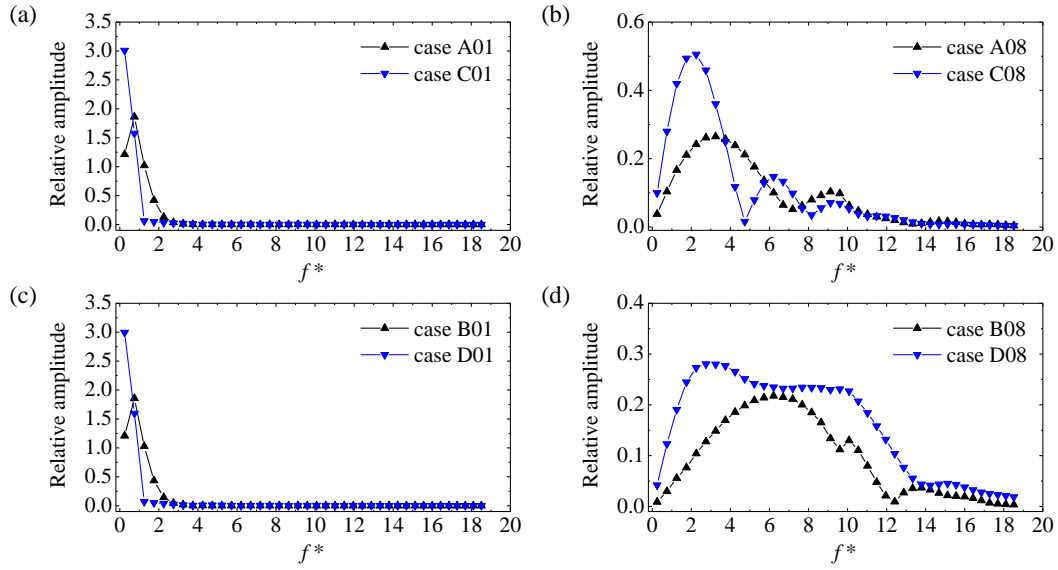 (a)
3.5
3.0
2.5
2.0
1.5
1.0
0.5
0.0
Relative amplitude
case A01
case C01
0 2 4 6 8 10 12 14 16 18 20
f*
(b)
0.6
0.4
0.2
0.0
Relative amplitude
case A08
case C08
0 2 4 6 8 10 12 14 16 18 20
f*
(c)
3.5
3.0
2.5
2.0
1.5
1.0
0.5
0.0
Relative amplitude
case B01
case D01
0 2 4 6 8 10 12 14 16 18 20
f*
(d)
0.4
0.3
0.2
0.1
0.0
Relative amplitude
case B08
case D08
0 2 4 6 8 10 12 14 16 18 20
f*